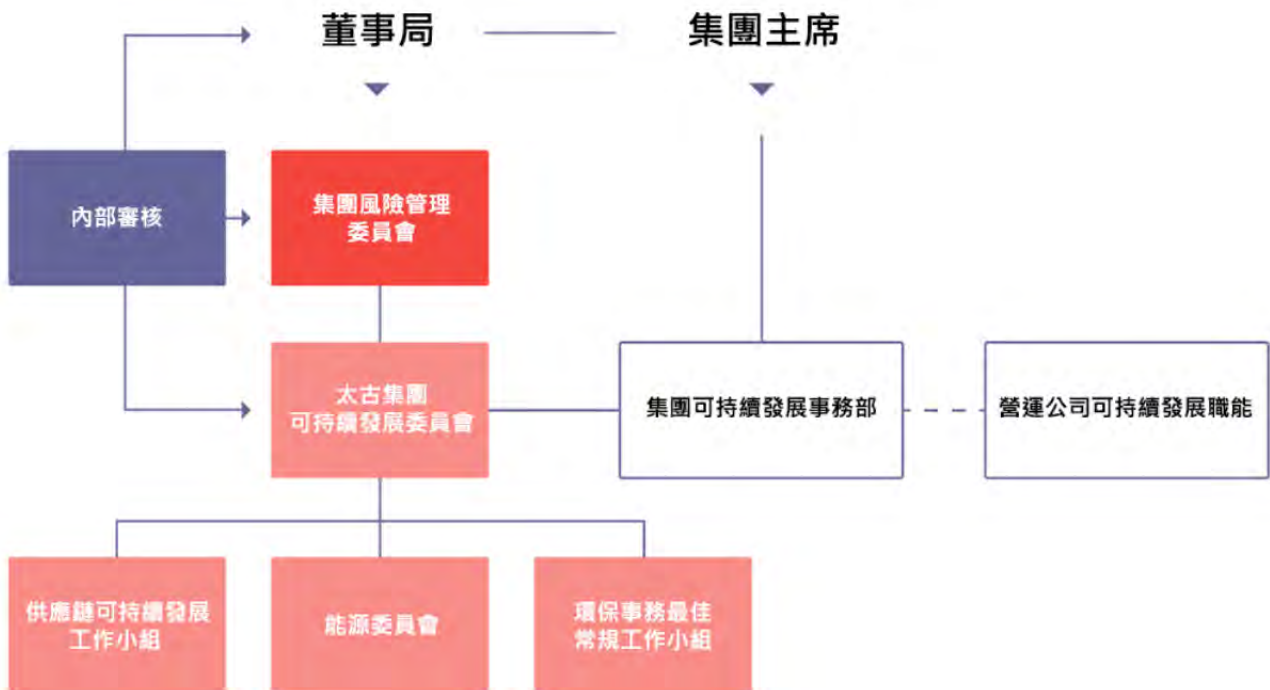 董事局
集團主席
內部審核
集團風險管理
委員會
太古集團
可持續發展委員會
集團可持續發展事務部
營運公司可持續發展職能
供應鏈可持續發展
工作小組
能源委員會
環保事務最佳
常規工作小組